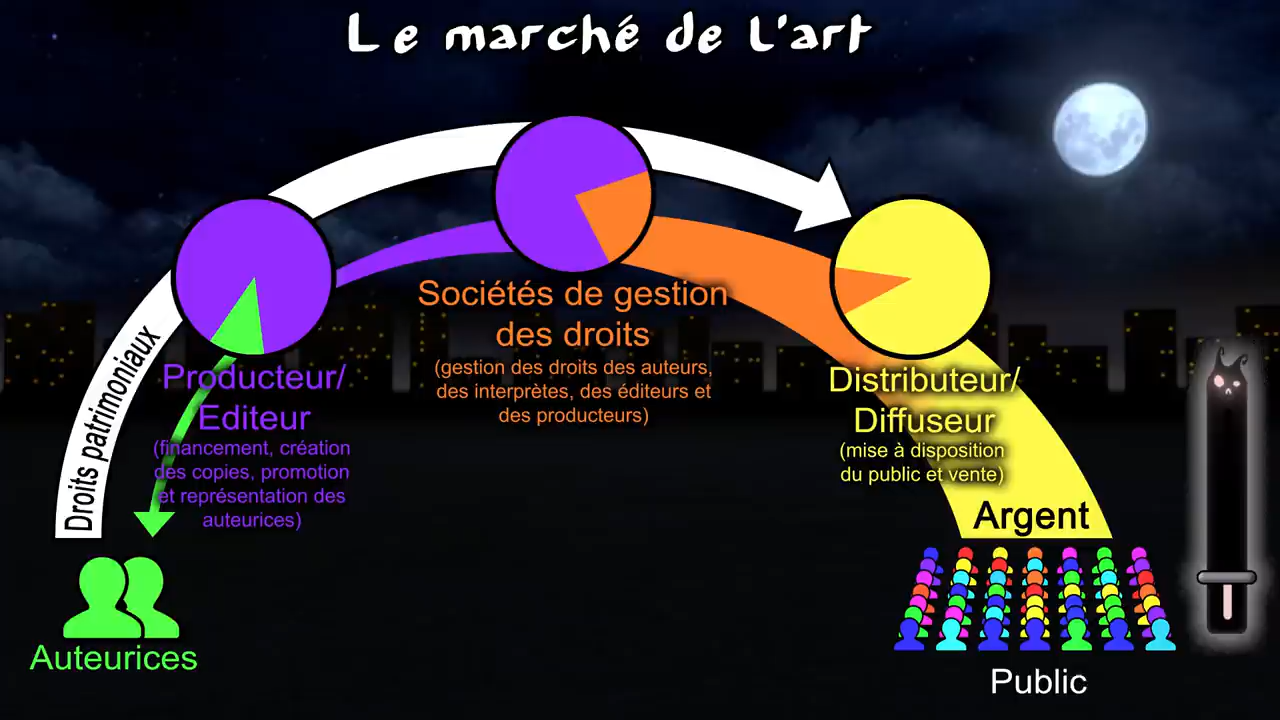 Le marché de l'art
Droits patrimoniaux
Producteur/
Editeur
(financement, création
des copies, promotion
et représentation des
auteurices)
Sociétés de gestion
des droits
(gestion des droits des auteurs,
des interprètes, des éditeurs et
des producteurs)
Distributeur/
Diffuseur
(mise à disposition
du public et vente)
Argent
Auteurices
Public